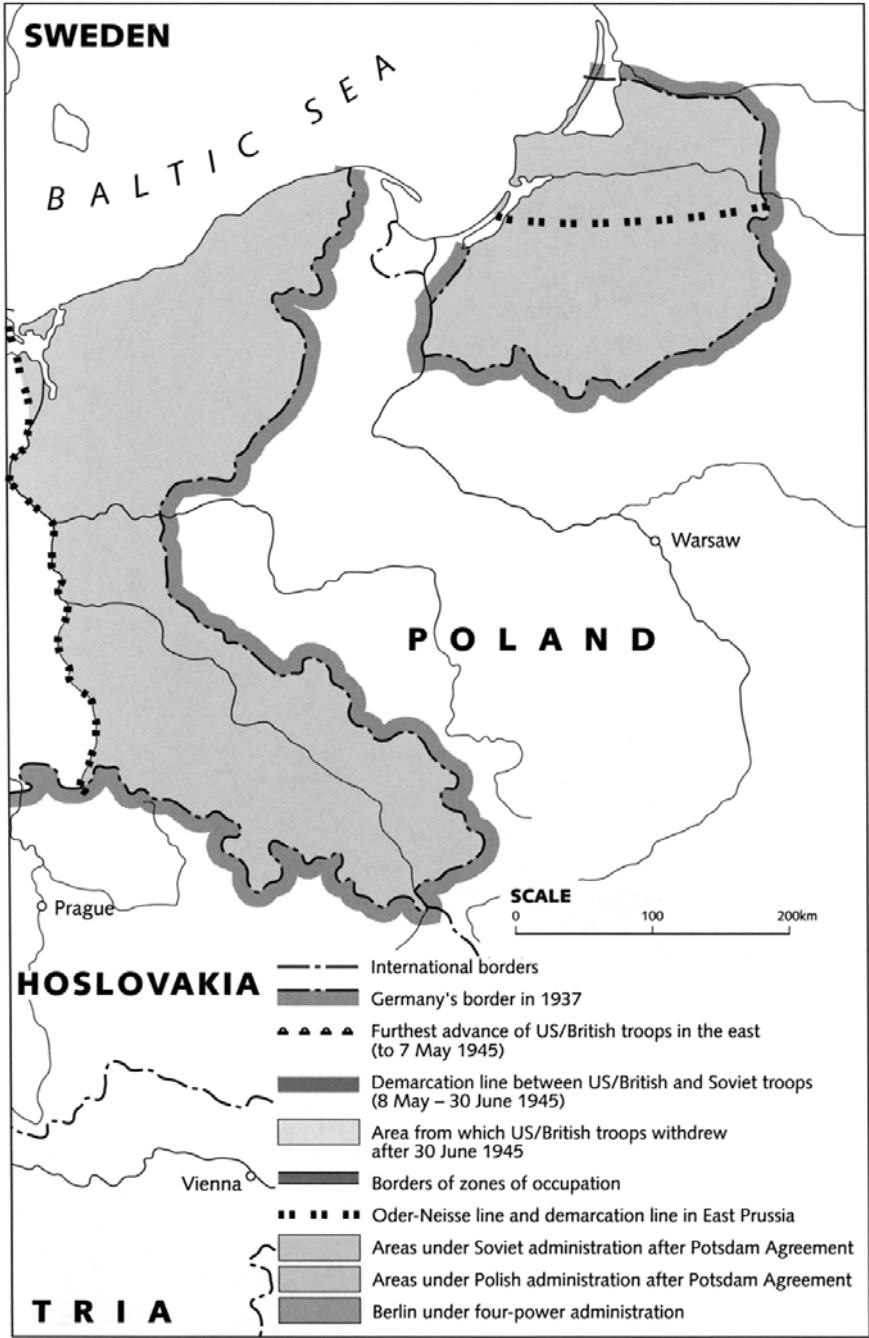 SWEDEN
BALTIC SEA
Warsaw
POLAND
SCALE
0 100 200km
Prague
HOSLOVAKIA
International borders
Germany's border in 1937
Furthest advance of US/British troops in the east
(to 7 May 1945)
Demarcation line between US/British and Soviet troops
(8 May – 30 June 1945)
Area from which US/British troops withdrew
after 30 June 1945
Vienna
Borders of zones of occupation
Oder-Neisse line and demarcation line in East Prussia
Areas under Soviet administration after Potsdam Agreement
Areas under Polish administration after Potsdam Agreement
TRIA
Berlin under four-power administration